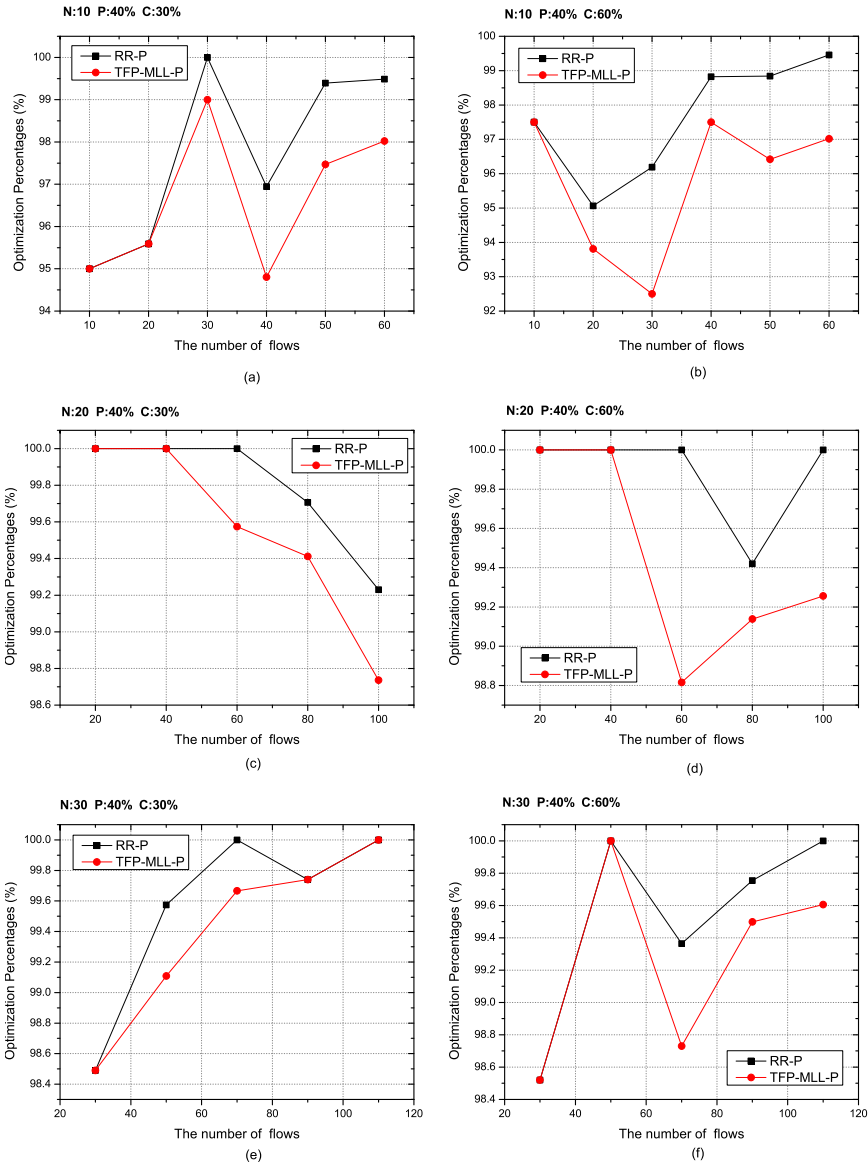 N:10 P:40% C:30%
Optimization Percentages (%)
100
99
98
97
96
95
94
RR-P
TFP-MLL-P
10 20 30 40 50 60
The number of flows
(a)
N:10 P:40% C:60%
Optimization Percentages (%)
100
99
98
97
96
95
94
93
92
RR-P
TFP-MLL-P
10 20 30 40 50 60
The number of flows
(b)
N:20 P:40% C:30%
Optimization Percentages (%)
100.0
99.8
99.6
99.4
99.2
99.0
98.8
98.6
RR-P
TFP-MLL-P
20 40 60 80 100
The number of flows
(c)
N:20 P:40% C:60%
Optimization Percentages (%)
100.0
99.8
99.6
99.4
99.2
99.0
98.8
RR-P
TFP-MLL-P
20 40 60 80 100
The number of flows
(d)
N:30 P:40% C:30%
Optimization Percentages (%)
100.0
99.8
99.6
99.4
99.2
99.0
98.8
98.6
98.4
RR-P
TFP-MLL-P
20 40 60 80 100 120
The number of flows
(e)
N:30 P:40% C:60%
Optimization Percentages (%)
100.0
99.8
99.6
99.4
99.2
99.0
98.8
98.6
98.4
RR-P
TFP-MLL-P
20 40 60 80 100 120
The number of flows
(f)